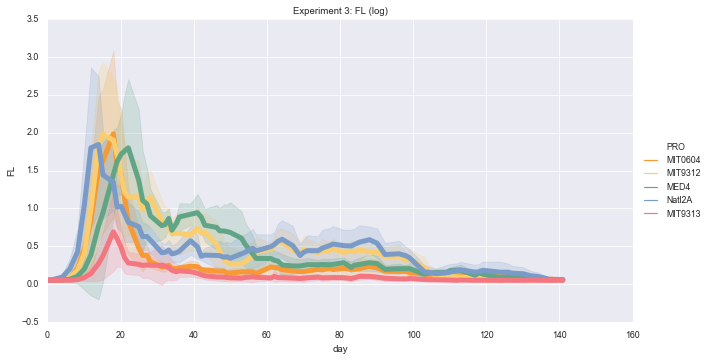 Experiment 3: FL (log)
3.5
3.0
2.5
2.0
1.5
1.0
0.5
0.0
−0.5
FL
0 20 40 60 80 100 120 140 160
day
PRO
MIT0604
MIT9312
MED4
Natl2A
MIT9313